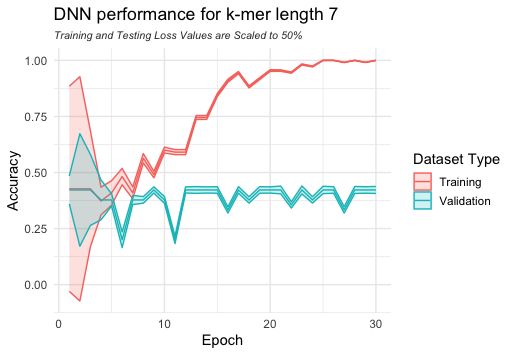 DNN performance for k-mer length 7
Training and Testing Loss Values are Scaled to 50%
1.00
0.75
0.50
0.25
0.00
Accuracy
0
10
20
30
Epoch
Dataset Type
Training
Validation